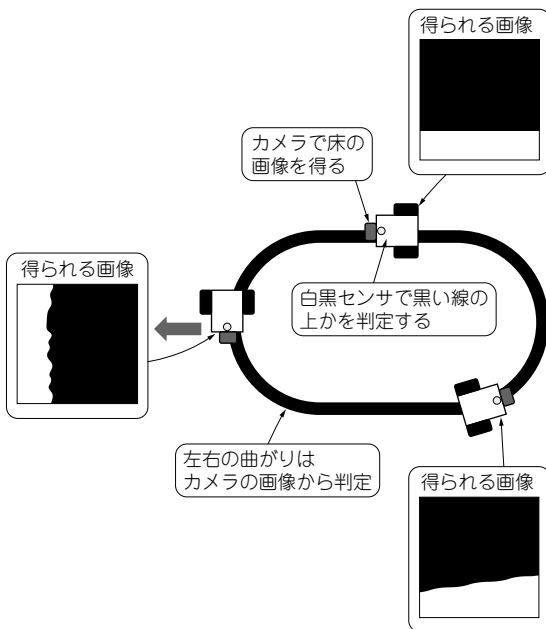 得られる画像
カメラで床の
画像を得る
得られる画像
白黒センサで黒い線の
上かを判定する
左右の曲がりは
カメラの画像から判定
得られる画像